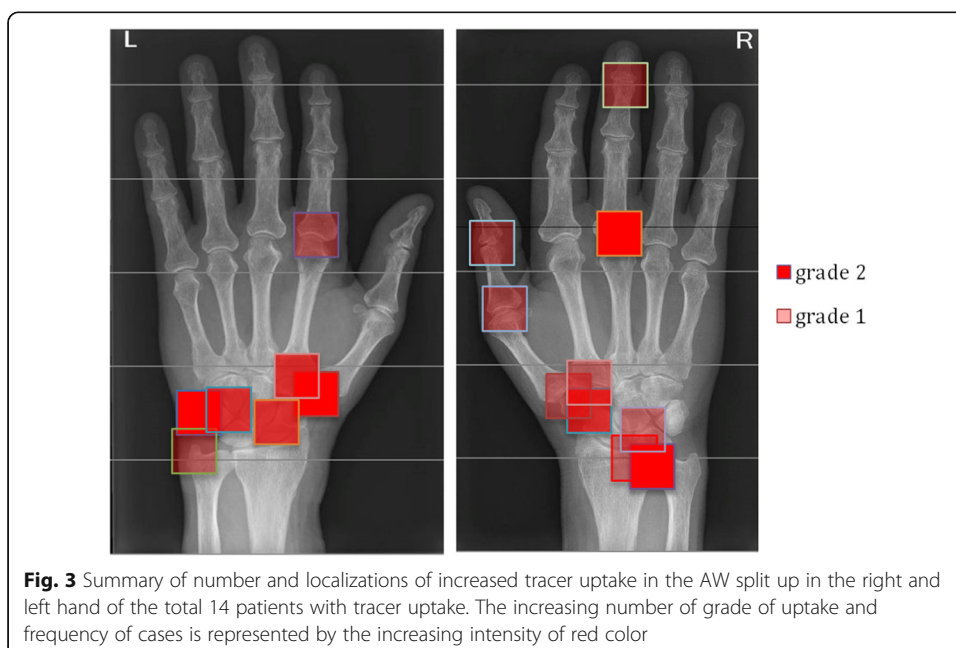 L
R
grade 2
grade 1
Fig. 3 Summary of number and localizations of increased tracer uptake in the AW split up in the right and
left hand of the total 14 patients with tracer uptake. The increasing number of grade of uptake and
frequency of cases is represented by the increasing intensity of red color